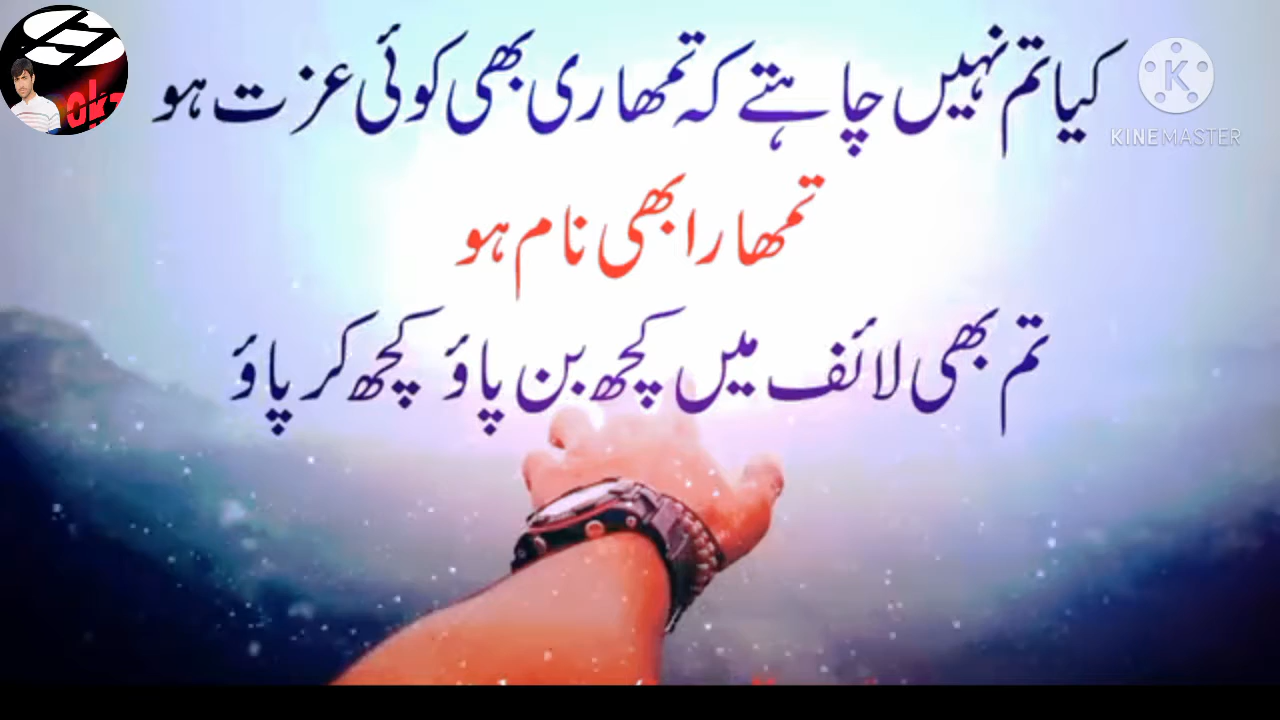 کیا تم نہیں چاہتے کہ تمھاری بھی کوئی عزت ہو
تمھارا بھی نام ہو
تم بھی لائف میں کچھ بن پاؤ کچھ کر پاؤ
KINEMASTER